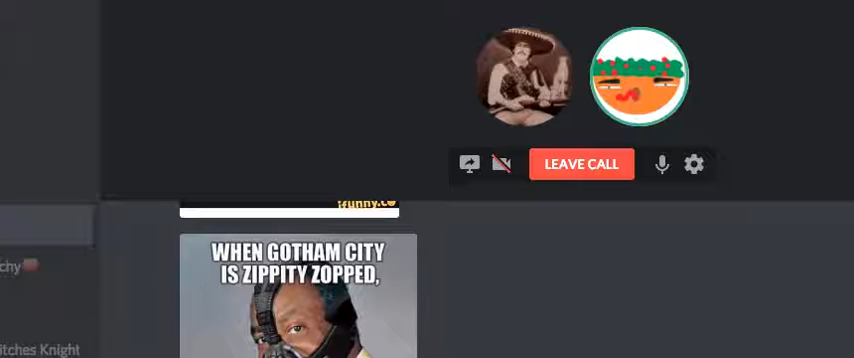 LEAVE CALL
ifunny.co
WHEN GOTHAM CITY
IS ZIPPITY ZOPPED,
chy
itches Knight